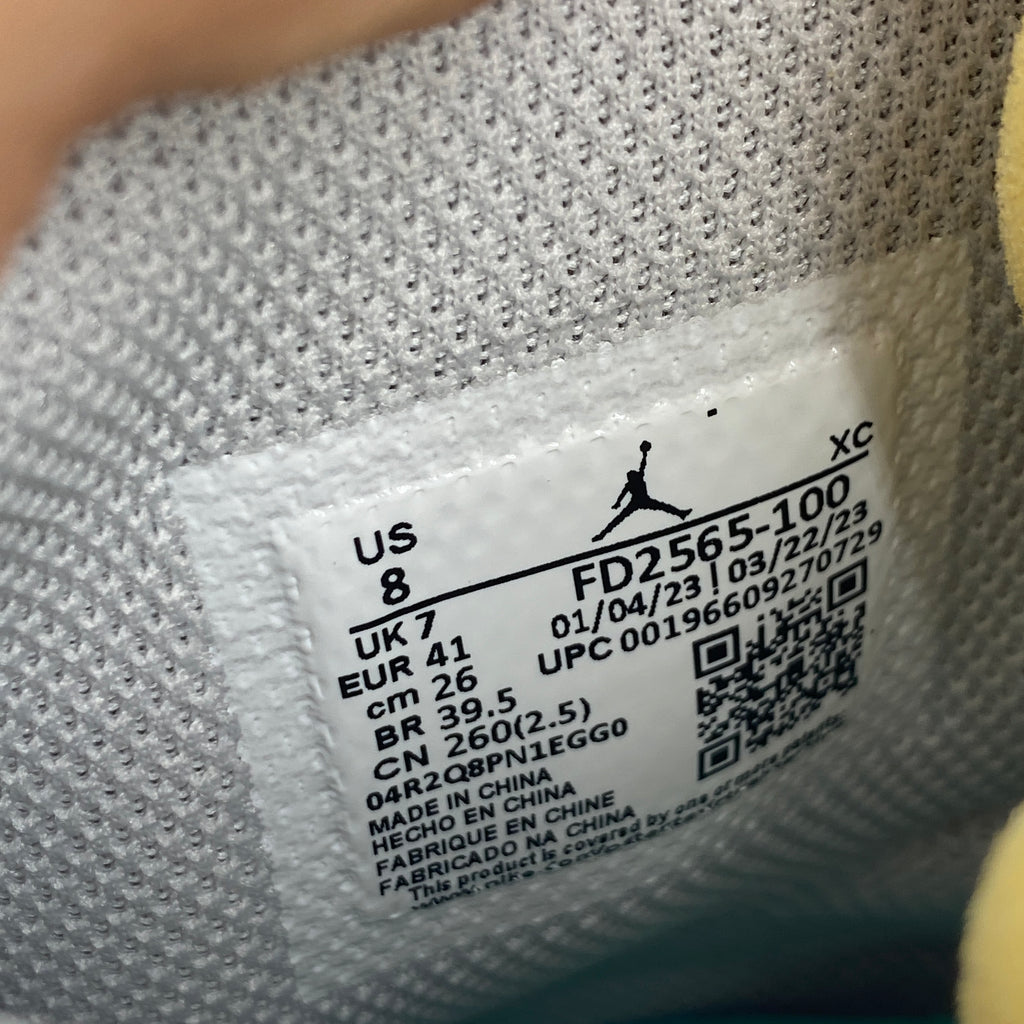 XC
US
8
FD2565-100
01/04/23 | 03/22/23
UPC 00196609270729
UK 7
EUR 41
cm 26
BR 39.5
CN 260(2.5)
04R2Q8PN1EGG0
MADE IN CHINA
HECHO EN CHINA
FABRIQUE EN CHINE
FABRICADO NA CHINA
This product is covered by one or more patents.